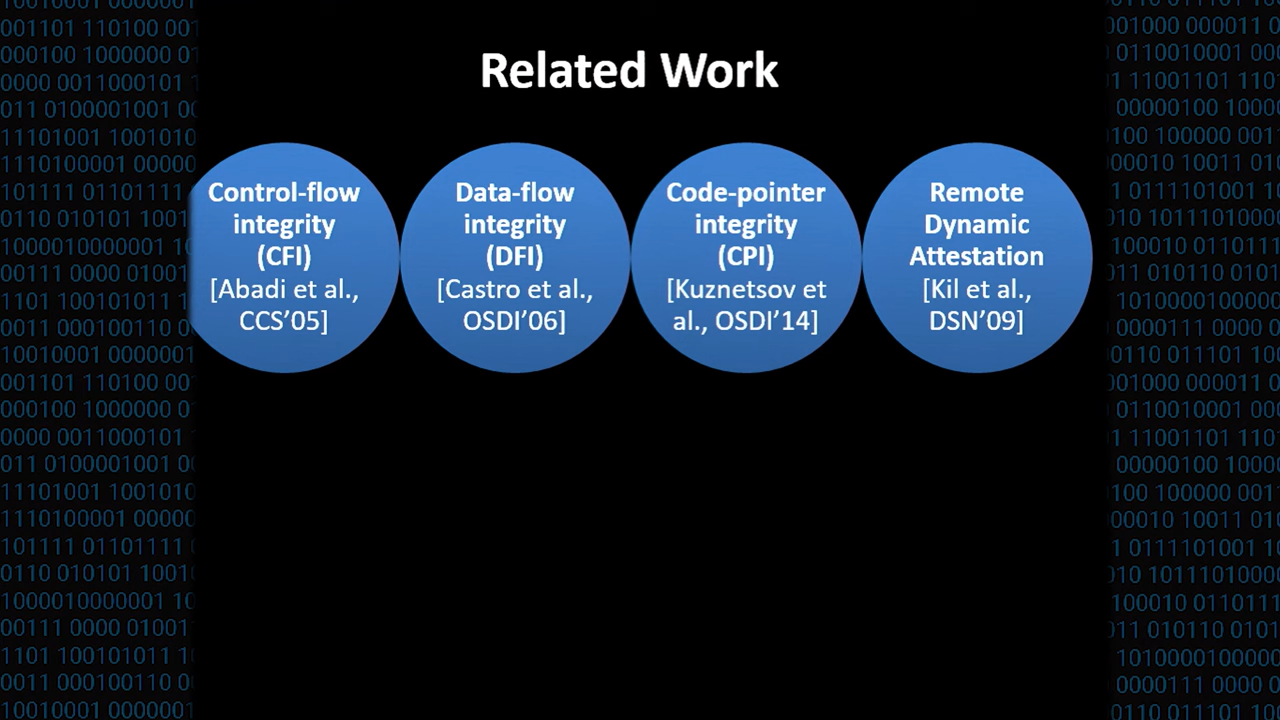 Related Work
Control-flow
integrity
(CFI)
[Abadi et al.,
CCS’05]
Data-flow
integrity
(DFI)
[Castro et al.,
OSDI’06]
Code-pointer
integrity
(CPI)
[Kuznetsov et
al., OSDI’14]
Remote
Dynamic
Attestation
[Kil et al.,
DSN’09]